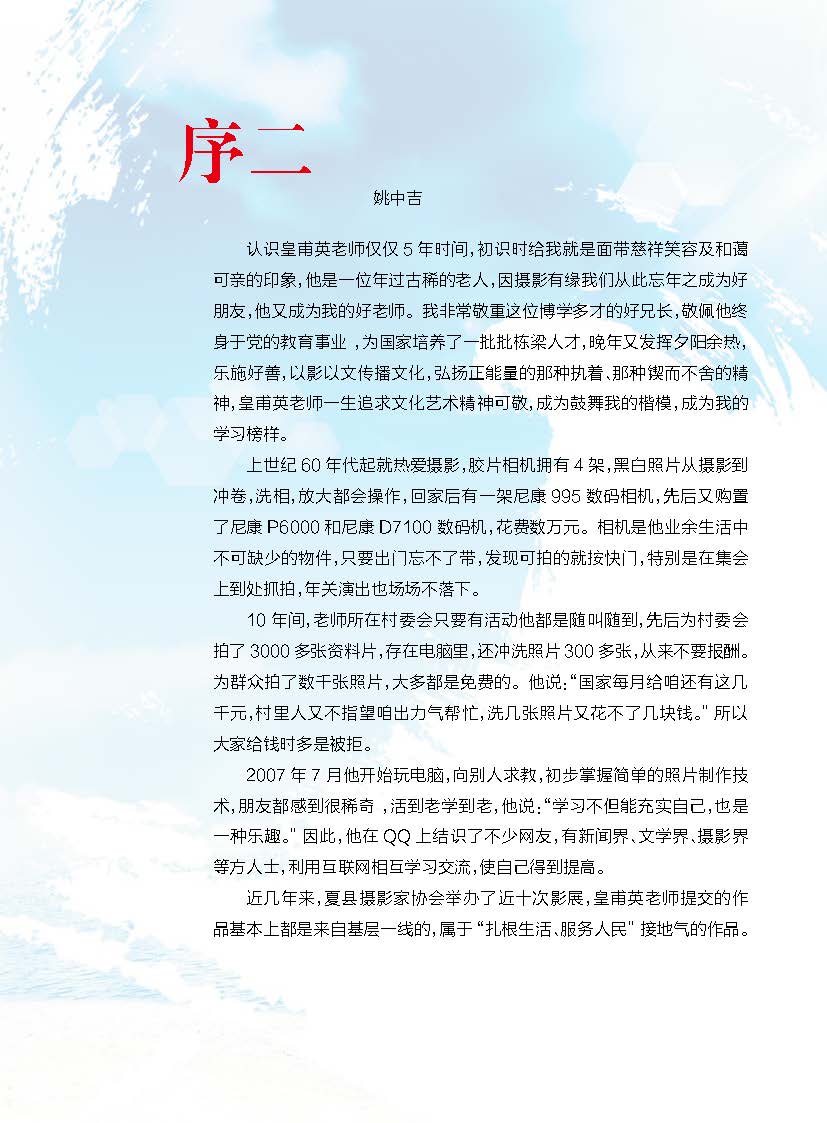 序二
姚中吉
认识皇甫英老师仅仅5年时间，初识时给我就是面带慈祥笑容及和蔼
可亲的印象，他是一位年过古稀的老人，因摄影有缘我们从此忘年之成为好
朋友，他又成为我的好老师。我非常敬重这位博学多才的好兄长，敬佩他终
身于党的教育事业，为国家培养了一批批栋梁人才，晚年又发挥夕阳余热，
乐施好善，以影以文传播文化，弘扬正能量的那种执着、那种锲而不舍的精
神，皇甫英老师一生追求文化艺术精神可敬，成为鼓舞我的楷模，成为我的
学习榜样。
上世纪60年代起就热爱摄影，胶片相机拥有4架，黑白照片从摄影到
冲卷，洗相，放大都会操作，回家后有一架尼康995数码相机，先后又购置
了尼康P6000和尼康D7100数码机，花费数万元。相机是他业余生活中
不可缺少的物件，只要出门忘不了带，发现可拍的就按快门，特别是在集会
上到处抓拍，年关演出也场场不落下。
10年间，老师所在村委会只要有活动他都是随叫随到，先后为村委会
拍了3000多张资料片，存在电脑里，还冲洗照片300多张，从来不要报酬。
为群众拍了数千张照片，大多都是免费的。他说：“国家每月给咱还有这几
千元，村里人又不指望咱出力气帮忙，洗几张照片又花不了几块钱。”所以
大家给钱时多是被拒。
2007年7月他开始玩电脑，向别人求教，初步掌握简单的照片制作技
术，朋友都感到很稀奇，活到老学到老，他说：“学习不但能充实自己，也是
一种乐趣。”因此，他在QQ上结识了不少网友，有新闻界、文学界、摄影界
等方人士，利用互联网相互学习交流，使自己得到提高。
近几年来，夏县摄影家协会举办了近十次影展，皇甫英老师提交的作
品基本上都是来自基层一线的，属于“扎根生活、服务人民”接地气的作品。